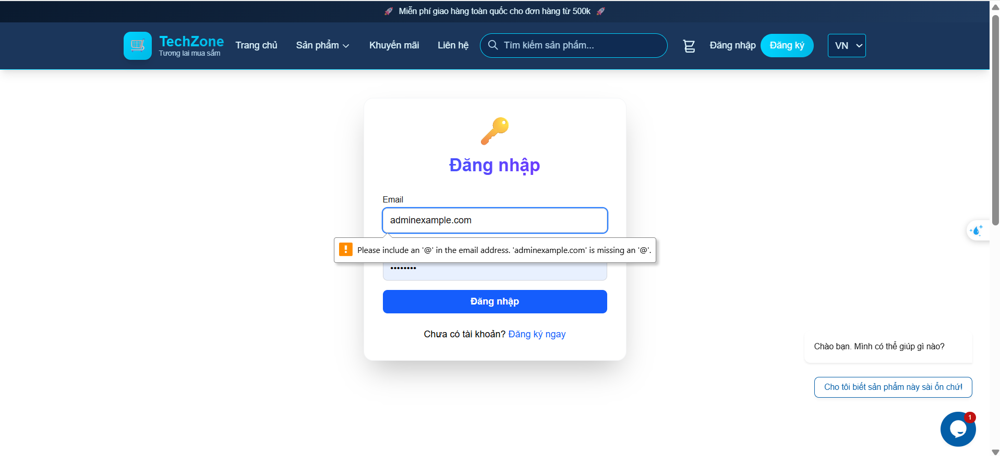 🚀 Miễn phí giao hàng toàn quốc cho đơn hàng từ 500k 🚀
TechZone
Tương lai mua sắm
Trang chủ
Sản phẩm
Khuyến mãi
Liên hệ
Tìm kiếm sản phẩm...
Đăng nhập
Đăng ký
VN
Đăng nhập
Email
adminexample.com
Please include an '@' in the email address. 'adminexample.com' is missing an '@'.
••••••••
Đăng nhập
Chưa có tài khoản? Đăng ký ngay
Chào bạn. Mình có thể giúp gì nào?
Cho tôi biết sản phẩm này sài ổn chứ!
1